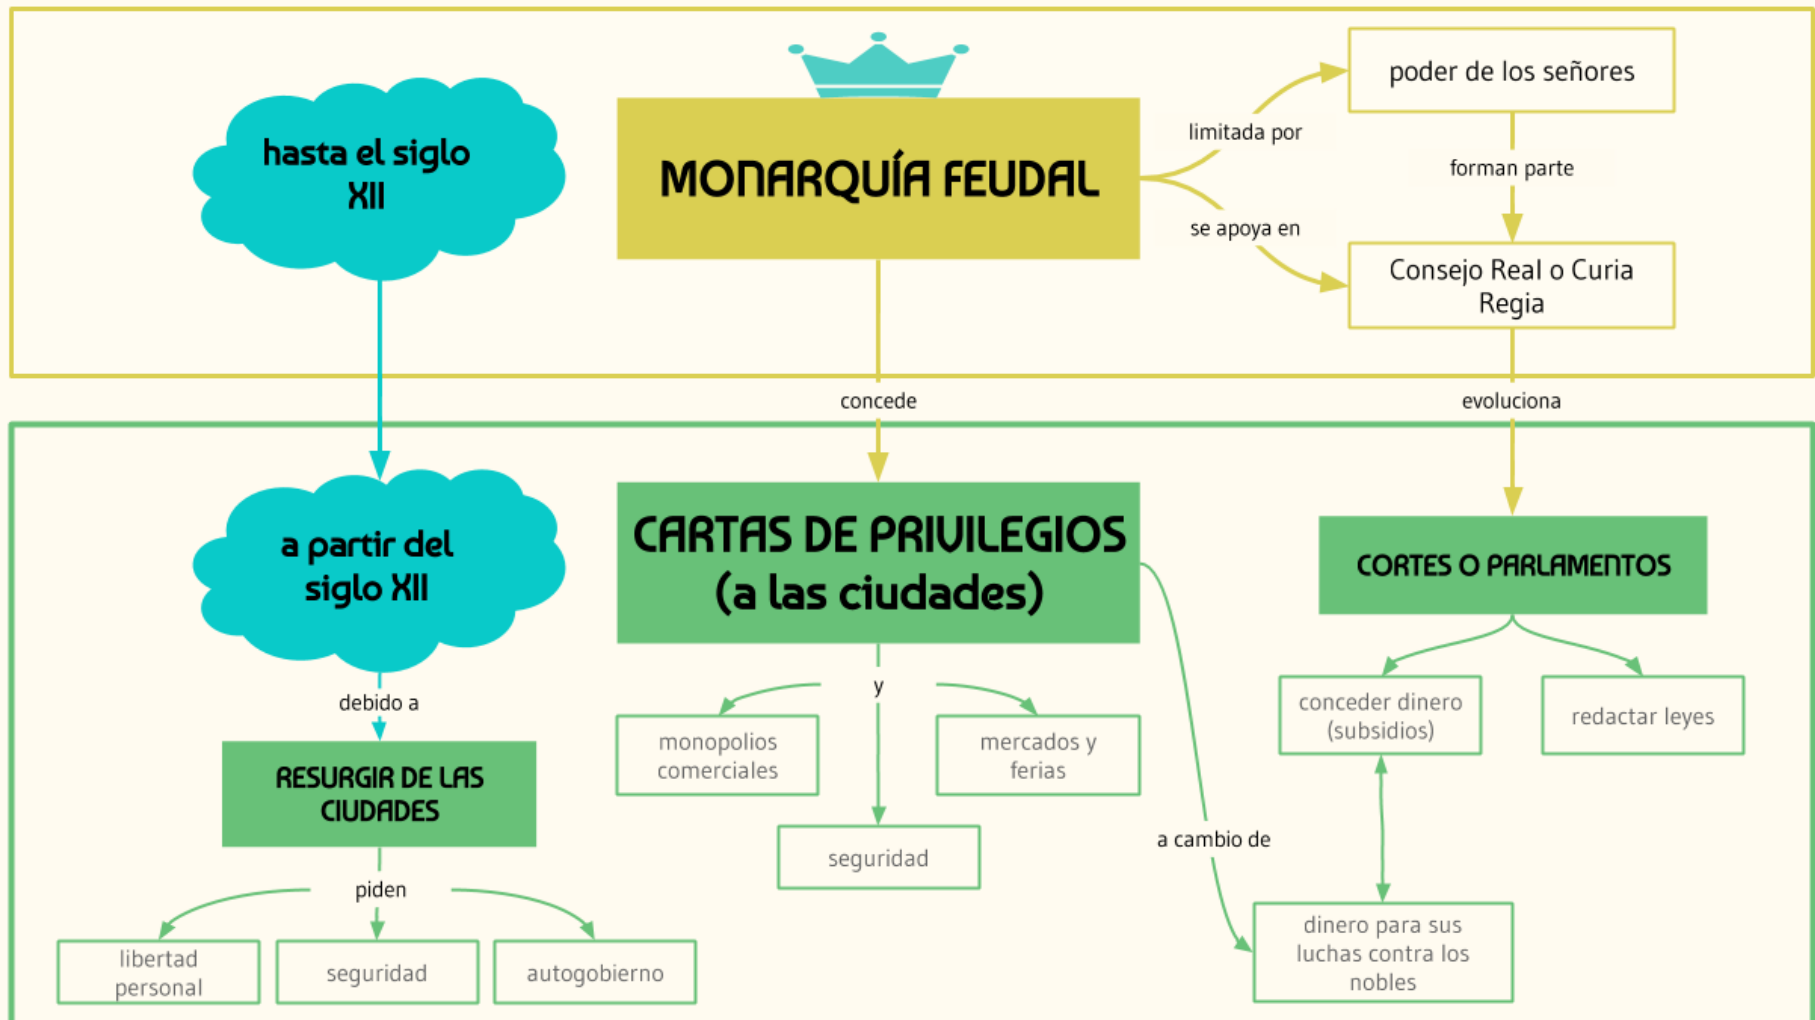 hasta el siglo
XII
MONARQUÍA FEUDAL
limitada por
se apoya en
poder de los señores
forman parte
Consejo Real o Curia
Regia
concede
evoluciona
a partir del
siglo XII
debido a
RESURGIR DE LAS
CIUDADES
piden
libertad
personal
seguridad
autogobierno
CARTAS DE PRIVILEGIOS
(a las ciudades)
y
monopolios
comerciales
seguridad
mercados y
ferias
a cambio de
CORTES O PARLAMENTOS
conceder dinero
(subsidios)
redactar leyes
dinero para sus
luchas contra los
nobles